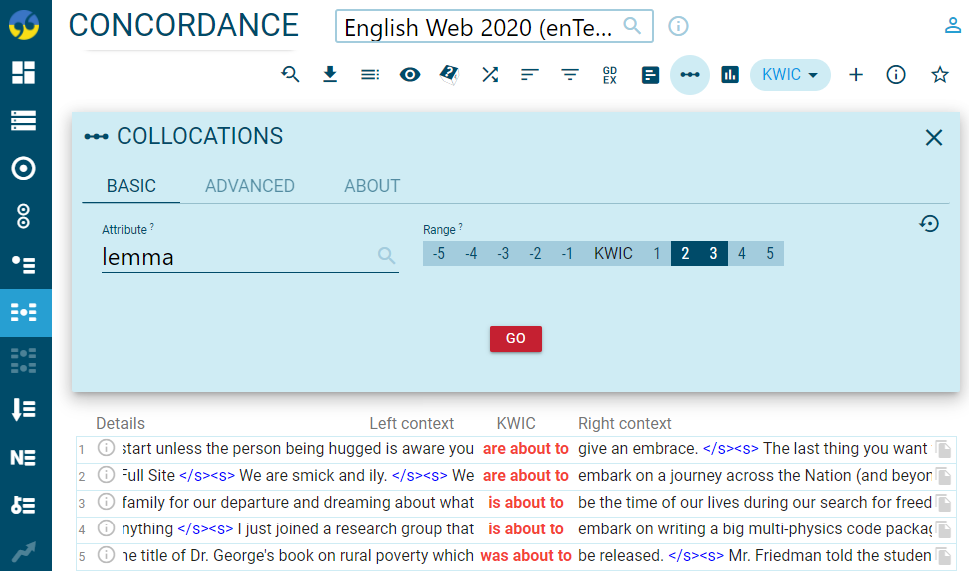 CONCORDANCE
English Web 2020 (enTe...
GD
EX
KWIC
COLLOCATIONS
BASIC ADVANCED ABOUT
Attribute ? Range ?
lemma -5 -4 -3 -2 -1 KWIC 1 2 3 4 5
GO
Details Left context KWIC Right context
1 start unless the person being hugged is aware you are about to give an embrace. </s><s> The last thing you want
2 Full Site </s><s> We are smick and ily. </s><s> We are about to embark on a journey across the Nation (and beyon
3 family for our departure and dreaming about what is about to be the time of our lives during our search for freed
4 nything </s><s> I just joined a research group that is about to embark on writing a big multi-physics code packag
5 he title of Dr. George's book on rural poverty which was about to be released. </s><s> Mr. Friedman told the studen